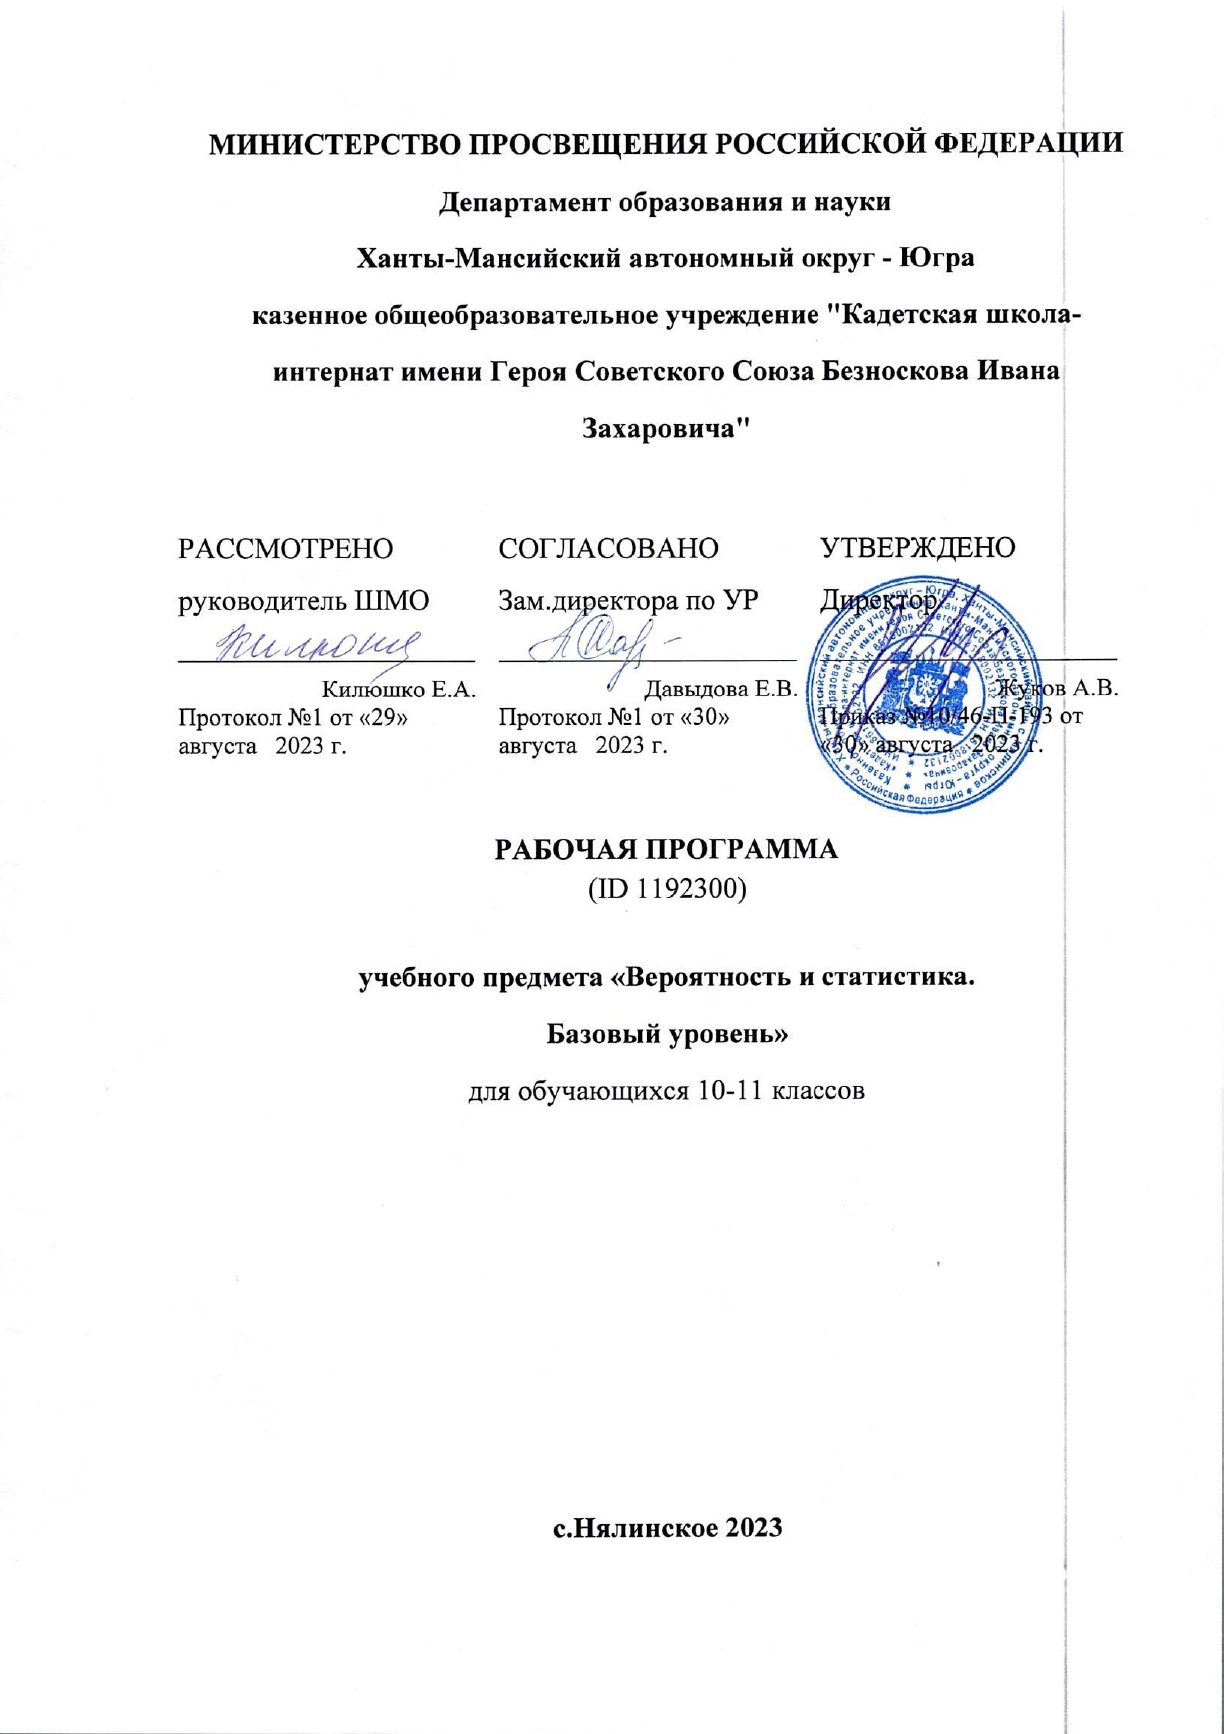 МИНИСТЕРСТВО ПРОСВЕЩЕНИЯ РОССИЙСКОЙ ФЕДЕРАЦИИ
Департамент образования и науки
Ханты-Мансийский автономный округ - Югра
казенное общеобразовательное учреждение "Кадетская школа-
интернат имени Героя Советского Союза Безноскова Ивана
Захаровича"
РАССМОТРЕНО
руководитель ШМО
Килюшко Е.А.
Протокол №1 от «29»
августа 2023 г.
СОГЛАСОВАНО
Зам.директора по УР
Давыдова Е.В.
Протокол №1 от «30»
августа 2023 г.
УТВЕРЖДЕНО
Директор
Жуков А.В.
Приказ №10/46-П-193 от
«30» августа 2023 г.
РАБОЧАЯ ПРОГРАММА
(ID 1192300)
учебного предмета «Вероятность и статистика.
Базовый уровень»
для обучающихся 10-11 классов
с.Нялинское 2023